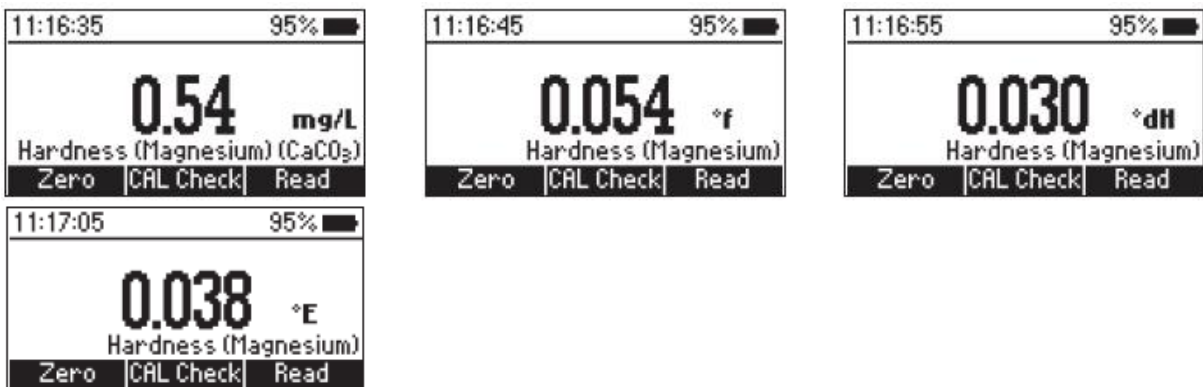 11:16:35 95%
0.54 mg/L
Hardness (Magnesium) (CaCO₃)
Zero CAL Check Read
11:16:45 95%
0.054 °f
Hardness (Magnesium)
Zero CAL Check Read
11:16:55 95%
0.030 °dH
Hardness (Magnesium)
Zero CAL Check Read
11:17:05 95%
0.038 °E
Hardness (Magnesium)
Zero CAL Check Read